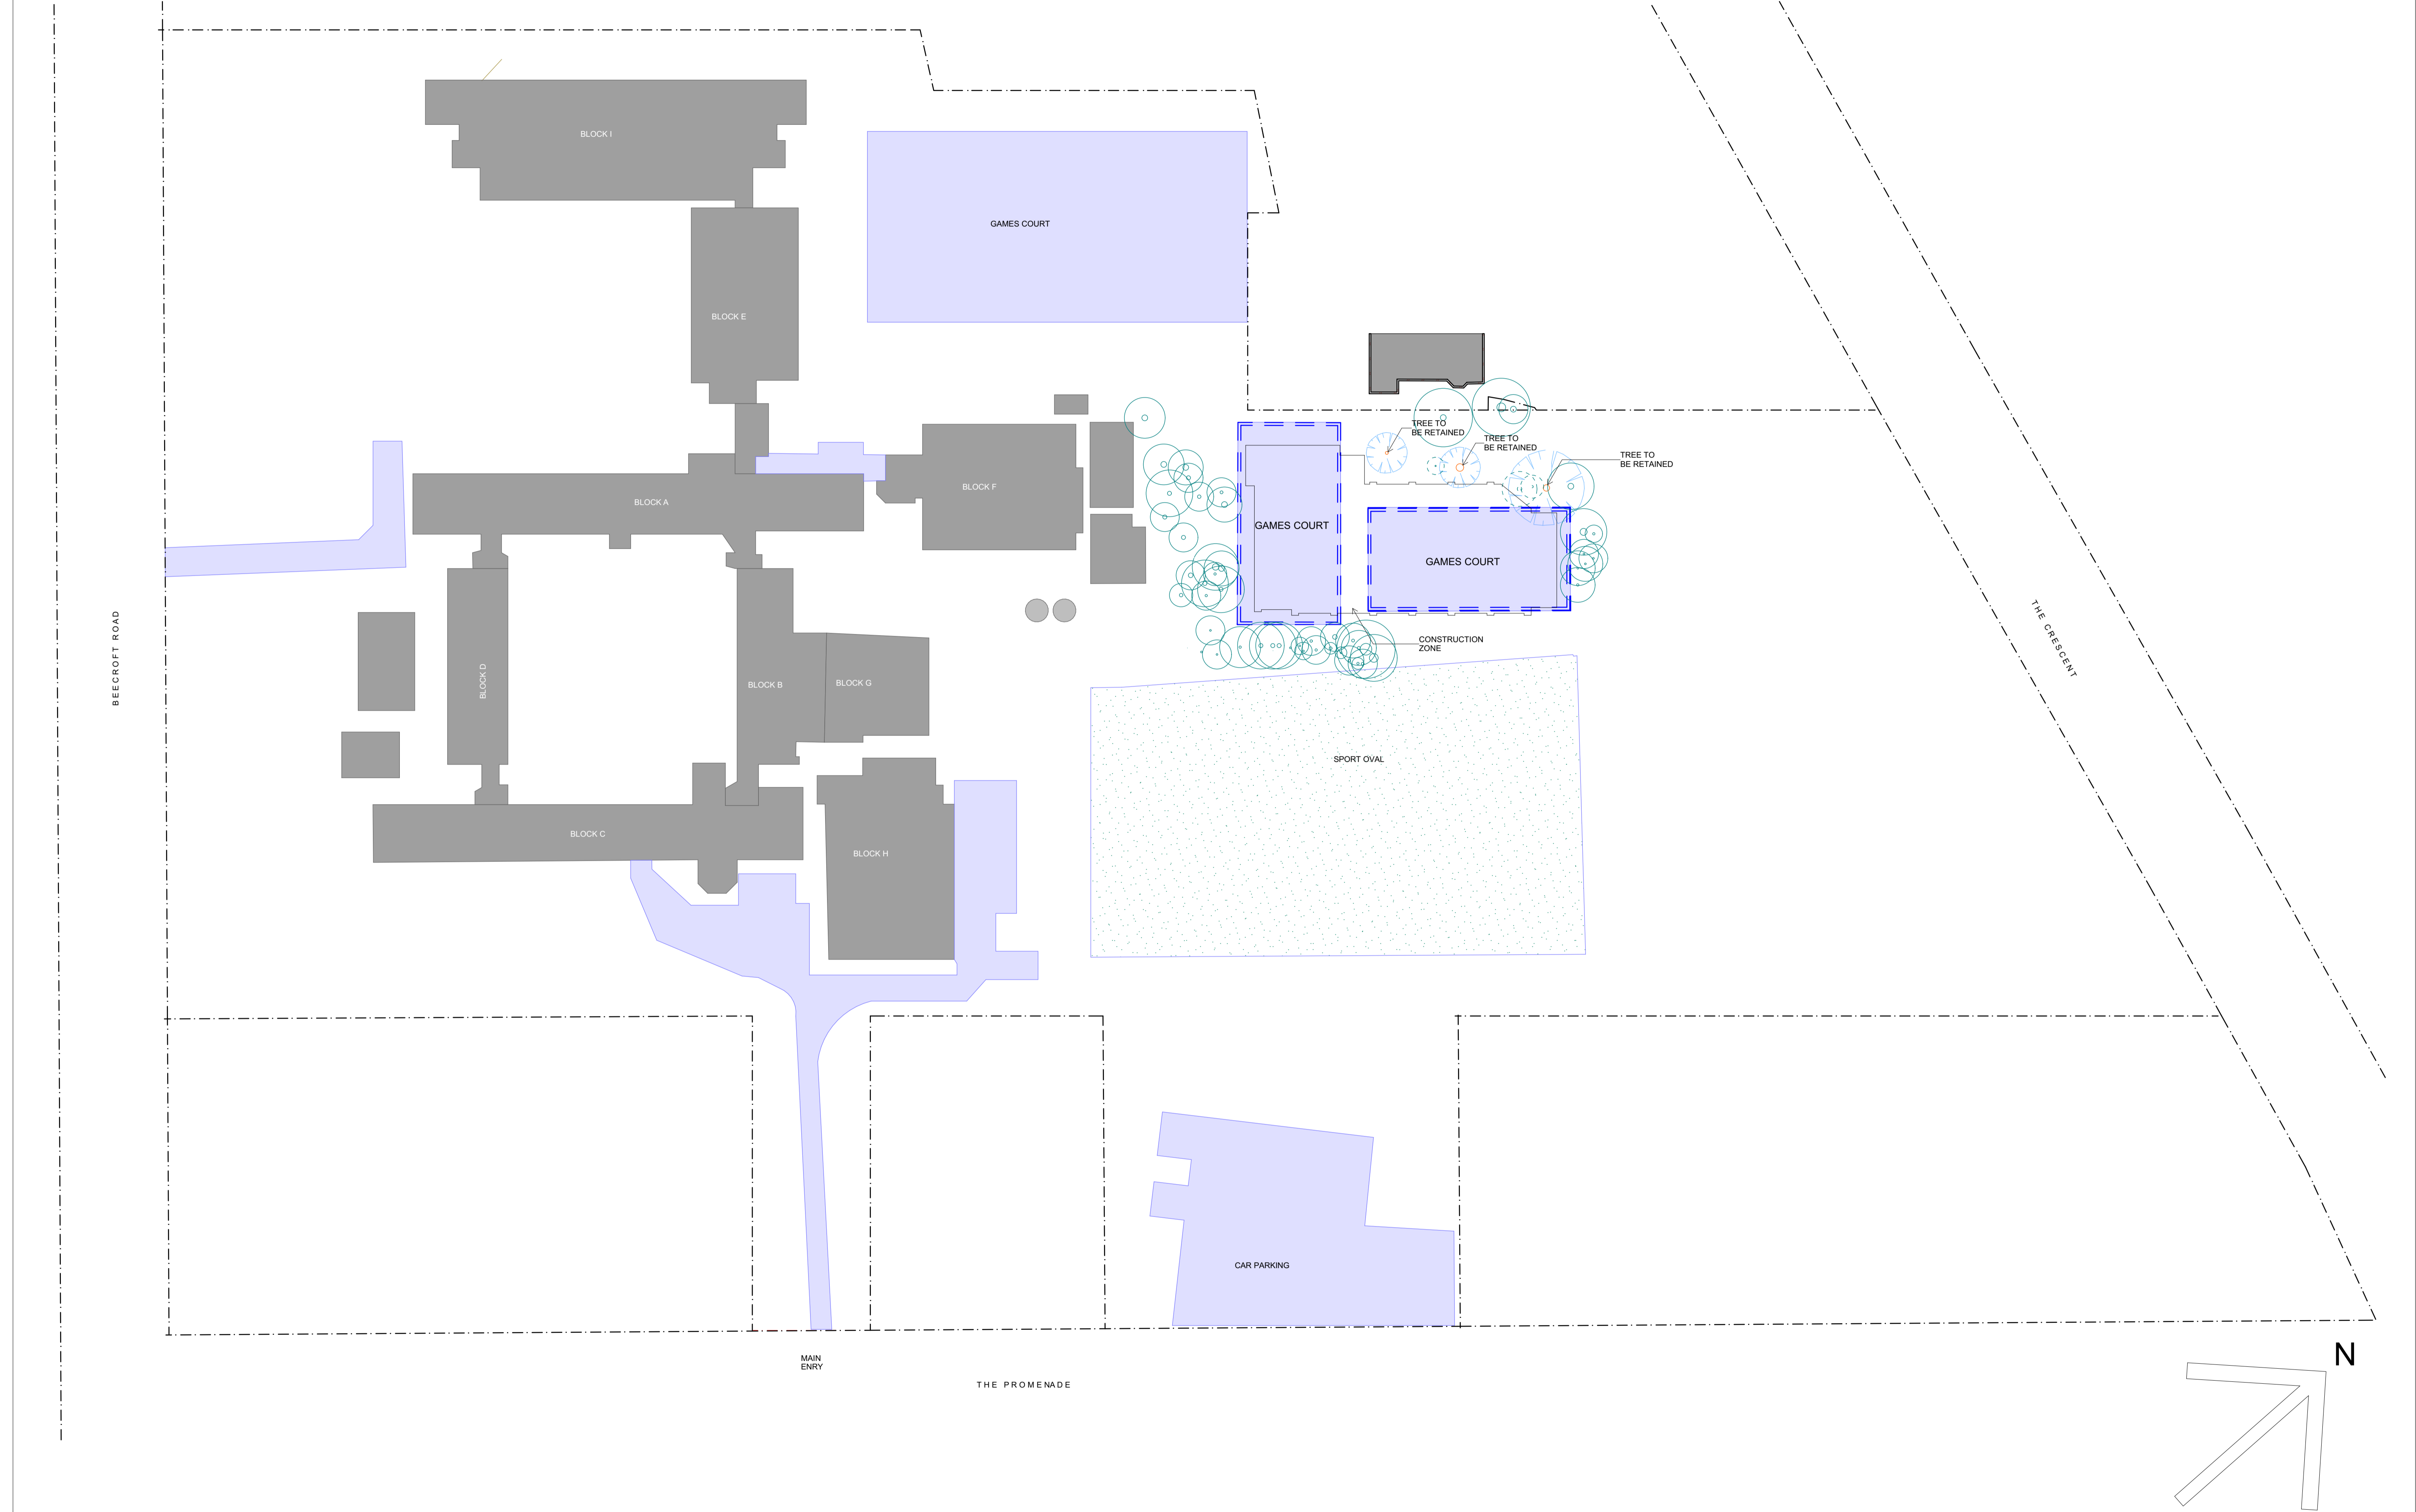 BLOCK I
GAMES COURT
BLOCK E
TREE TO
BE RETAINED
TREE TO
BE RETAINED
TREE TO
BE RETAINED
BLOCK A
BLOCK F
GAMES COURT
GAMES COURT
BEECROFT ROAD
THE CRESCENT
CONSTRUCTION
ZONE
BLOCK D
BLOCK B
BLOCK G
SPORT OVAL
BLOCK C
BLOCK H
CAR PARKING
MAIN
ENRY
THE PROMENADE
N